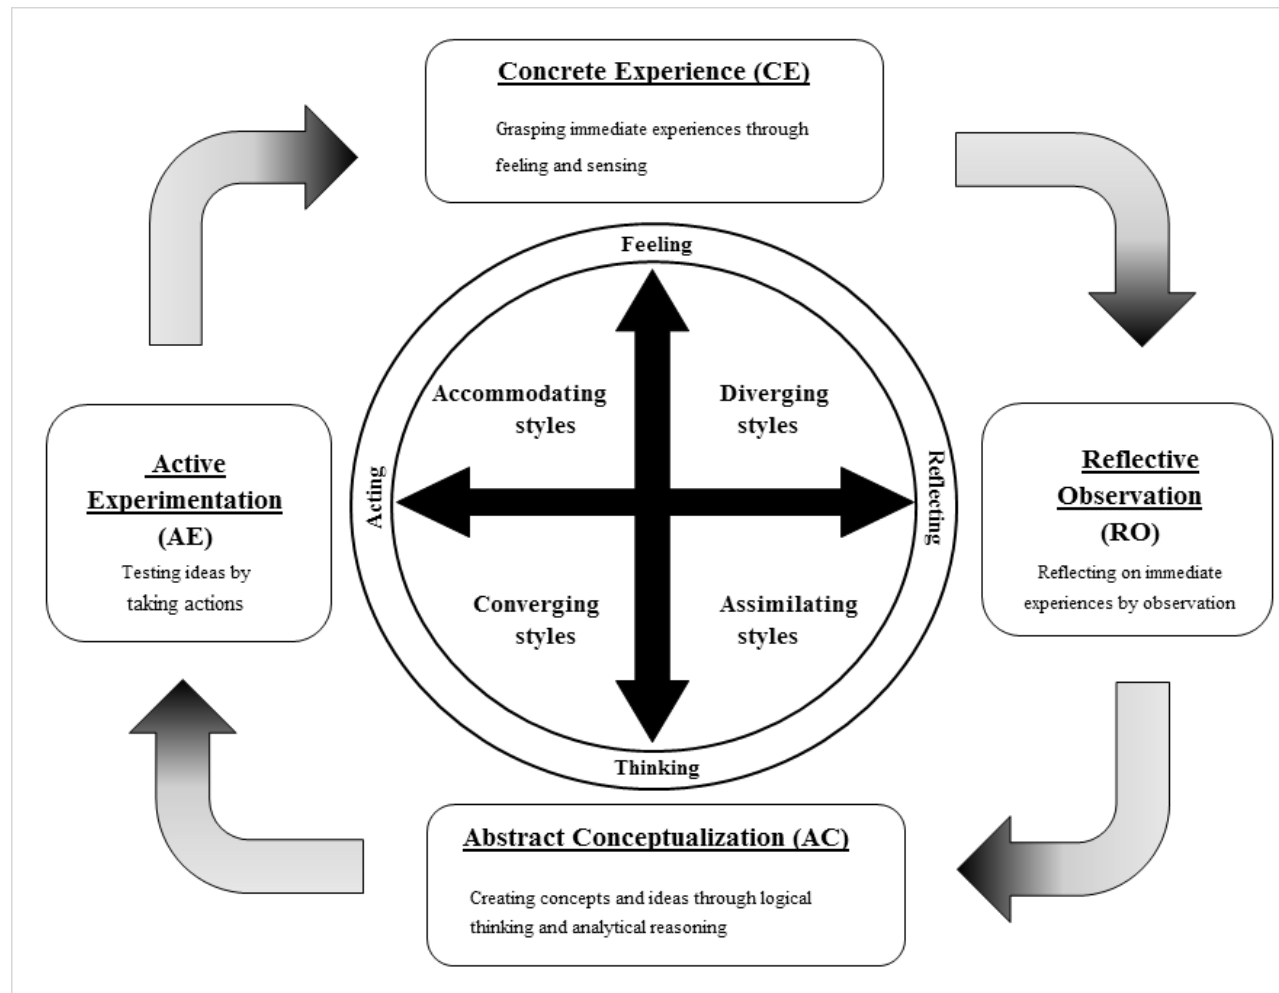 Concrete Experience (CE)
Grasping immediate experiences through
feeling and sensing
Feeling
Accommodating
styles
Diverging
styles
Acting
Reflecting
Active
Experimentation
(AE)
Testing ideas by
taking actions
Reflective
Observation
(RO)
Reflecting on immediate
experiences by observation
Converging
styles
Assimilating
styles
Thinking
Abstract Conceptualization (AC)
Creating concepts and ideas through logical
thinking and analytical reasoning